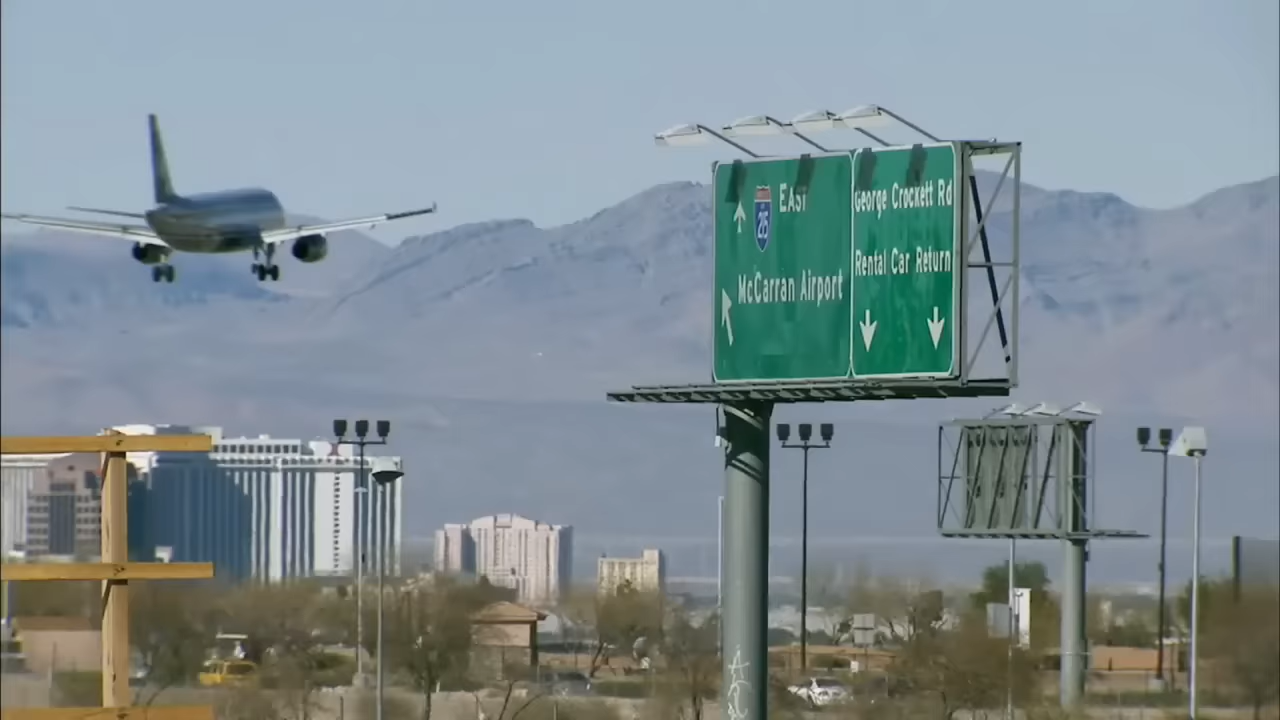 EAST
215
McCarran Airport
George Crockett Rd
Rental Car Return